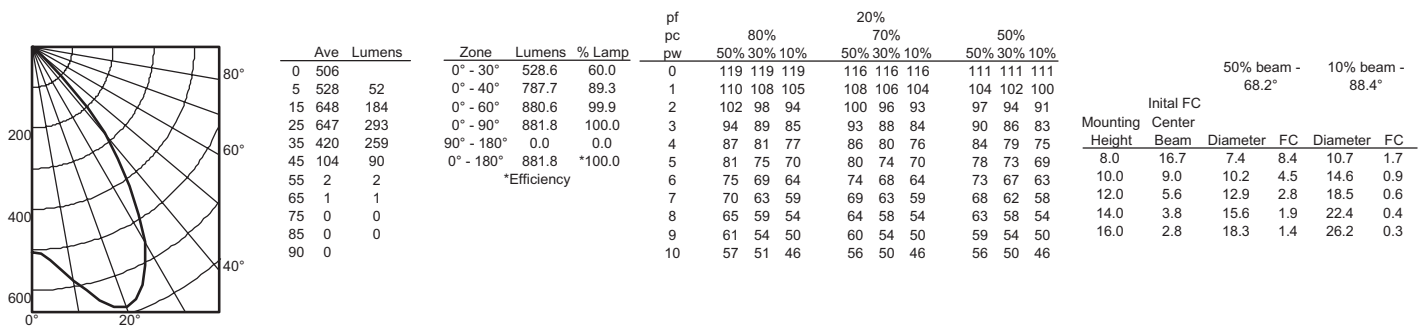 200
400
600
0°
20°
40°
60°
80°
Ave Lumens
0 506
5 528 52
15 648 184
25 647 293
35 420 259
45 104 90
55 2 2
65 1 1
75 0 0
85 0 0
90 0
Zone Lumens % Lamp
0° - 30° 528.6 60.0
0° - 40° 787.7 89.3
0° - 60° 880.6 99.9
0° - 90° 881.8 100.0
90° - 180° 0.0 0.0
0° - 180° 881.8 *100.0
*Efficiency
pf 20%
pc 80% 70% 50%
pw 50% 30% 10% 50% 30% 10% 50% 30% 10%
0 119 119 119 116 116 116 111 111 111
1 110 108 105 108 106 104 104 102 100
2 102 98 94 100 96 93 97 94 91
3 94 89 85 93 88 84 90 86 83
4 87 81 77 86 80 76 84 79 75
5 81 75 70 80 74 70 78 73 69
6 75 69 64 74 68 64 73 67 63
7 70 63 59 69 63 59 68 62 58
8 65 59 54 64 58 54 63 58 54
9 61 54 50 60 54 50 59 54 50
10 57 51 46 56 50 46 56 50 46
50% beam - 10% beam -
68.2° 88.4°
Inital FC
Mounting Center
Height Beam Diameter FC Diameter FC
8.0 16.7 7.4 8.4 10.7 1.7
10.0 9.0 10.2 4.5 14.6 0.9
12.0 5.6 12.9 2.8 18.5 0.6
14.0 3.8 15.6 1.9 22.4 0.4
16.0 2.8 18.3 1.4 26.2 0.3